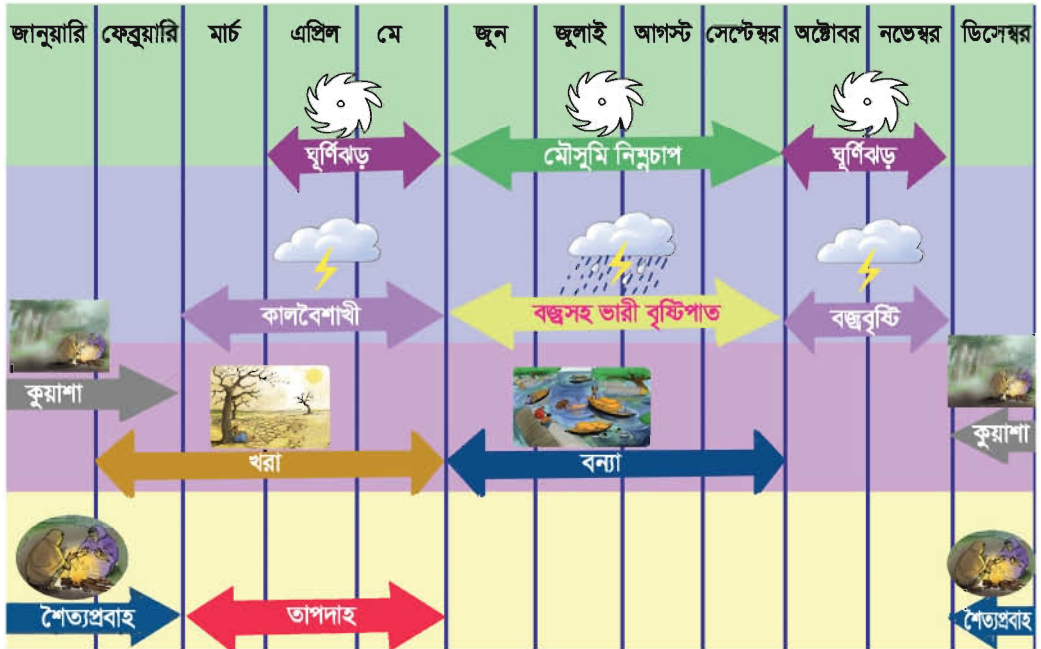 জানুয়ারি ফেব্রুয়ারি মার্চ এপ্রিল মে জুন জুলাই আগস্ট সেপ্টেম্বর অক্টোবর নভেম্বর ডিসেম্বর
ঘূর্ণিঝড় মৌসুমি নিম্নচাপ ঘূর্ণিঝড়
কালবৈশাখী বজ্রসহ ভারী বৃষ্টিপাত বজ্রবৃষ্টি
কুয়াশা কুয়াশা
খরা বন্যা
শৈত্যপ্রবাহ তাপদাহ শৈত্যপ্রবাহ